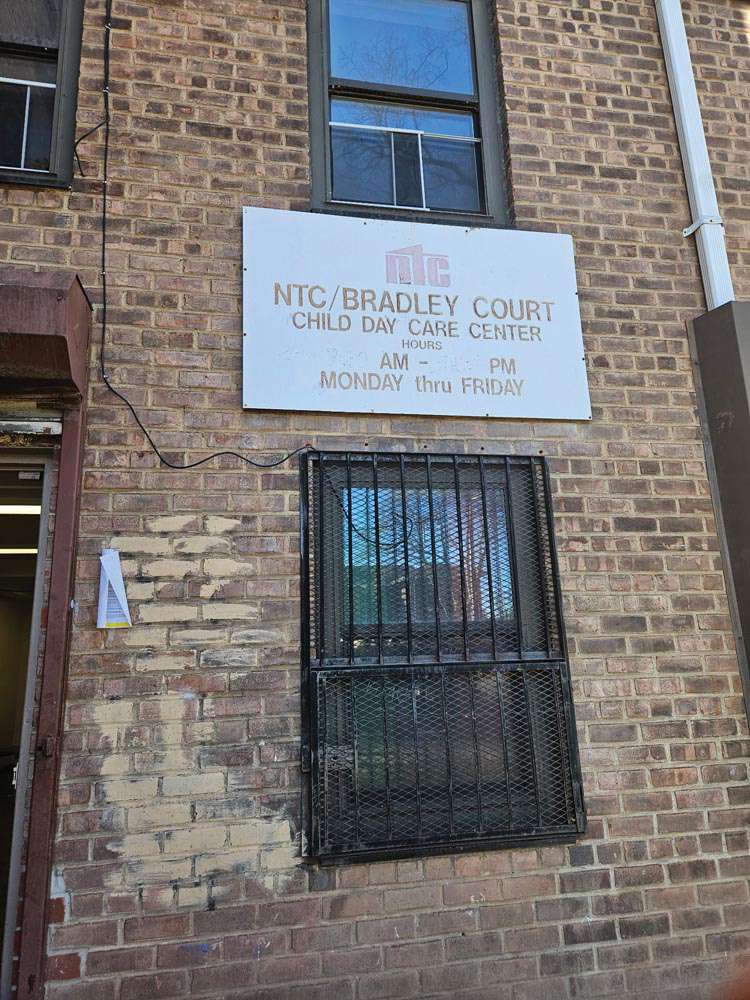 ntc
NTC/BRADLEY COURT
CHILD DAY CARE CENTER
HOURS
AM - PM
MONDAY thru FRIDAY